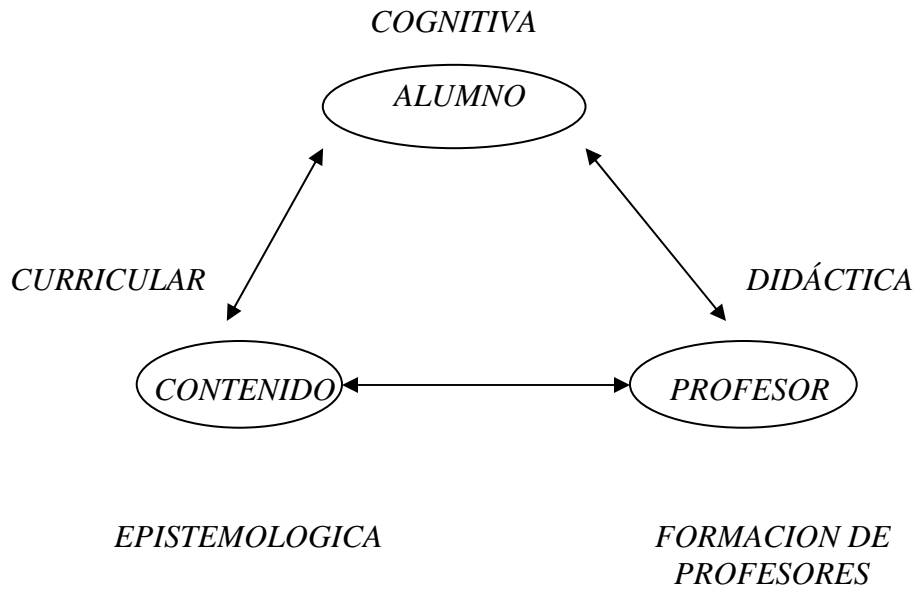 COGNITIVA
ALUMNO
CURRICULAR
DIDÁCTICA
CONTENIDO
PROFESOR
EPISTEMOLOGICA
FORMACION DE
PROFESORES